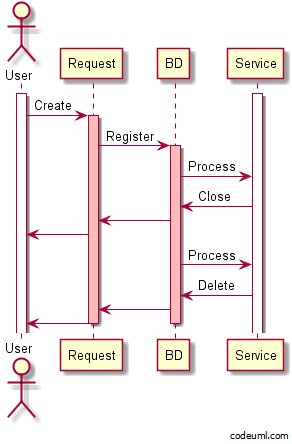 User
Request
BD
Service
Create
Register
Process
Close
Process
Delete
User
Request
BD
Service
codeuml.com